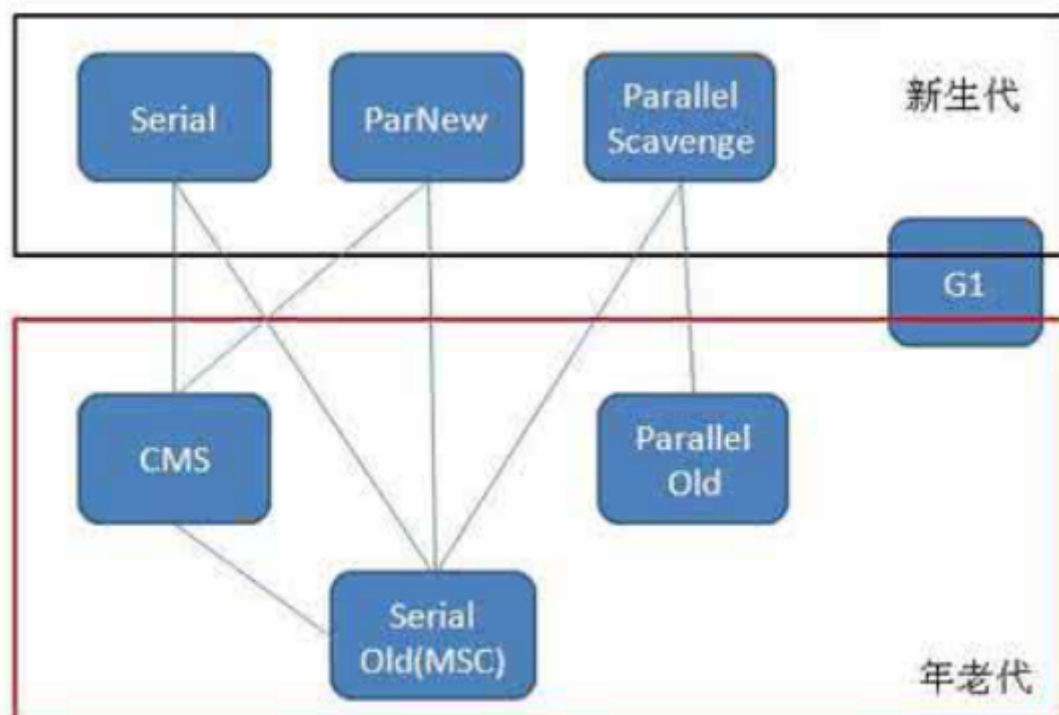 Serial
ParNew
Parallel
Scavenge
新生代
G1
CMS
Parallel
Old
Serial
Old(MSC)
年老代